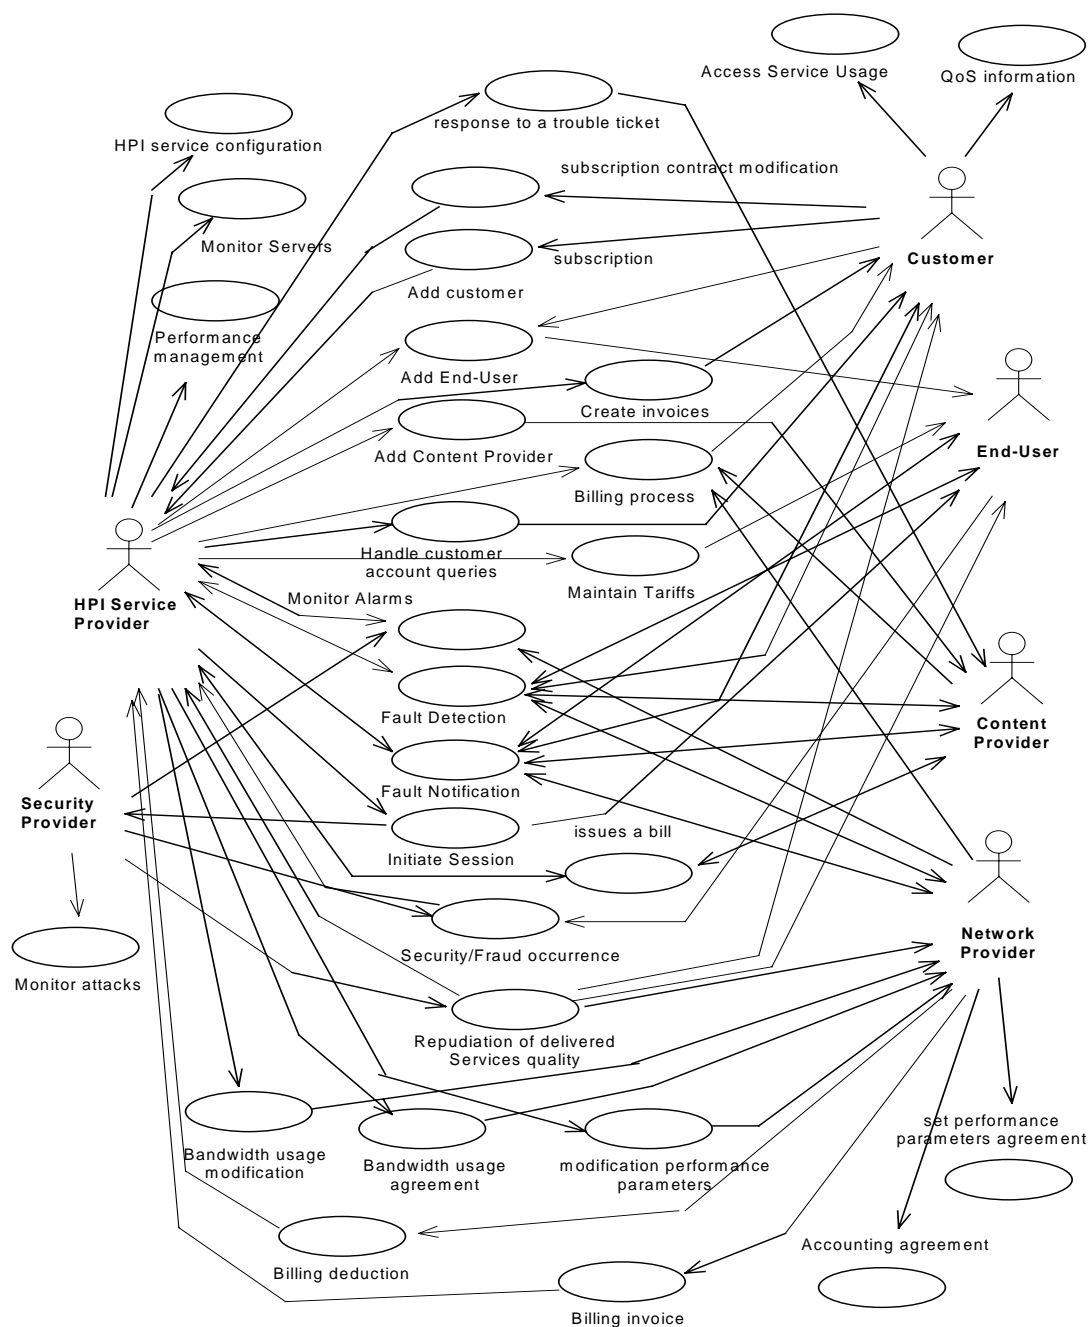 Access Service Usage
QoS information
response to a trouble ticket
HPI service configuration
subscription contract modification
Monitor Servers
subscription
Customer
Add customer
Performance
management
Add End-User
Create invoices
End-User
Add Content Provider
Billing process
Handle customer
account queries
Maintain Tariffs
Monitor Alarms
HPI Service
Provider
Fault Detection
Content
Provider
Fault Notification
Security
Provider
issues a bill
Initiate Session
Network
Provider
Security/Fraud occurrence
Monitor attacks
Repudiation of delivered
Services quality
set performance
parameters agreement
Bandwidth usage
modification
Bandwidth usage
agreement
modification performance
parameters
Accounting agreement
Billing deduction
Billing invoice